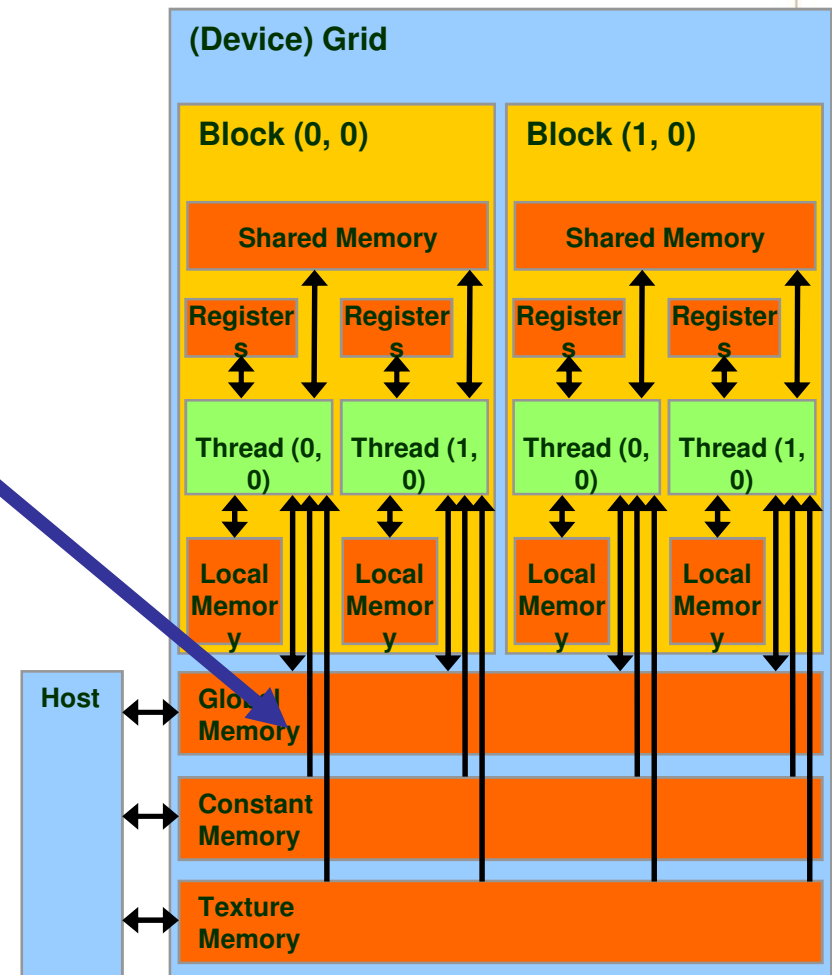 (Device) Grid
Block (0, 0)
Shared Memory
Register
s
Register
s
Thread (0,
0)
Thread (1,
0)
Local
Memor
y
Local
Memor
y
Block (1, 0)
Shared Memory
Register
s
Register
s
Thread (0,
0)
Thread (1,
0)
Local
Memor
y
Local
Memor
y
Host
Global
Memory
Constant
Memory
Texture
Memory